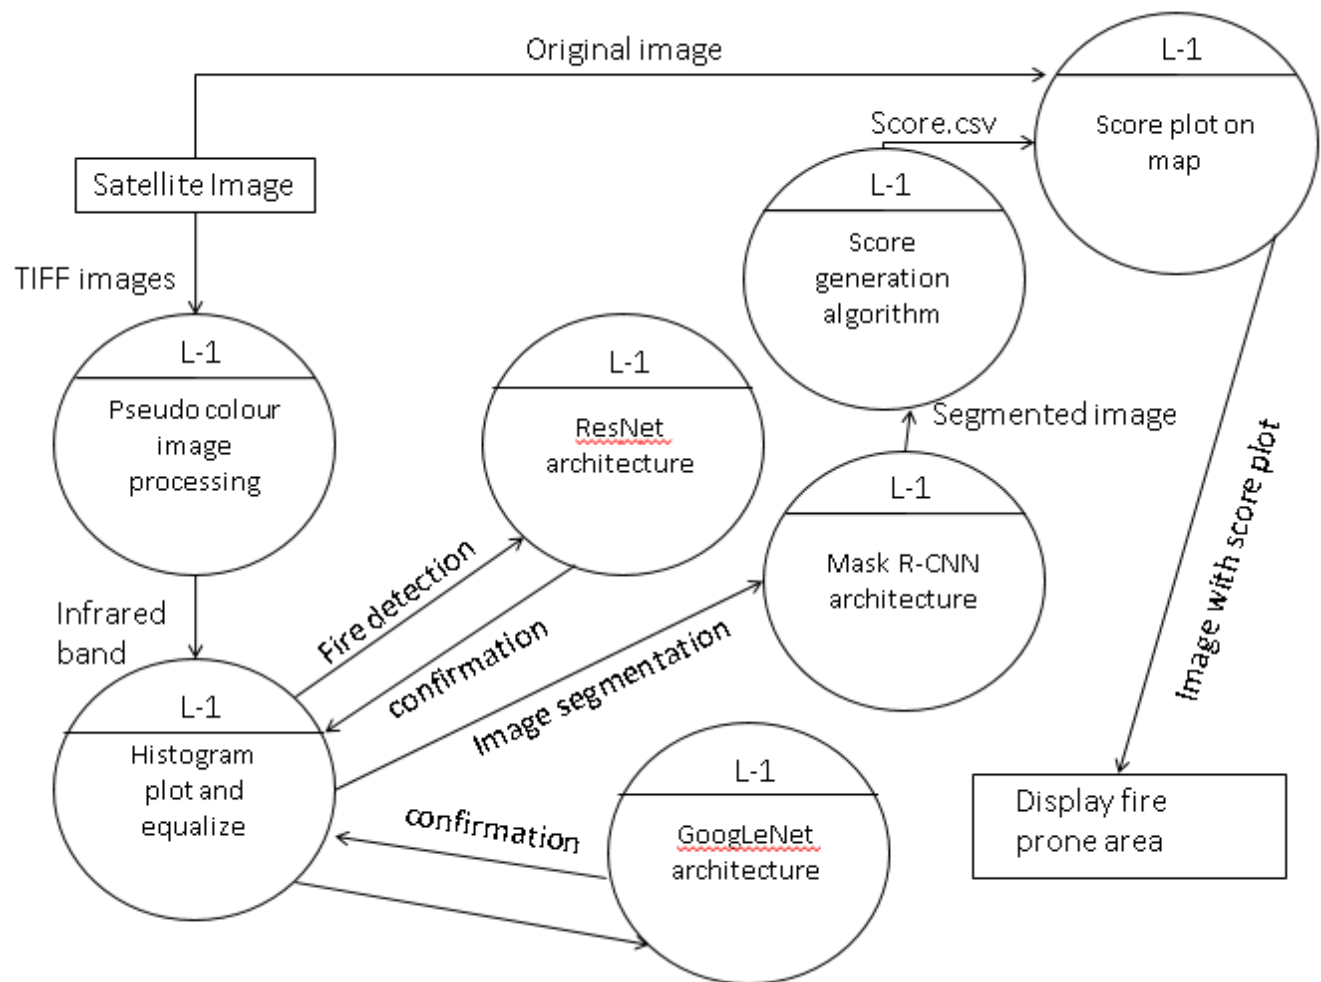 Original image
L-1
Score plot on
map
Score.csv
Satellite Image
L-1
Score
generation
algorithm
TIFF images
L-1
Pseudo colour
image
processing
L-1
ResNet
architecture
Segmented image
L-1
Mask R-CNN
architecture
Image with score plot
Fire detection
confirmation
Image segmentation
Infrared
band
L-1
Histogram
plot and
equalize
confirmation
L-1
GoogLeNet
architecture
Display fire
prone area